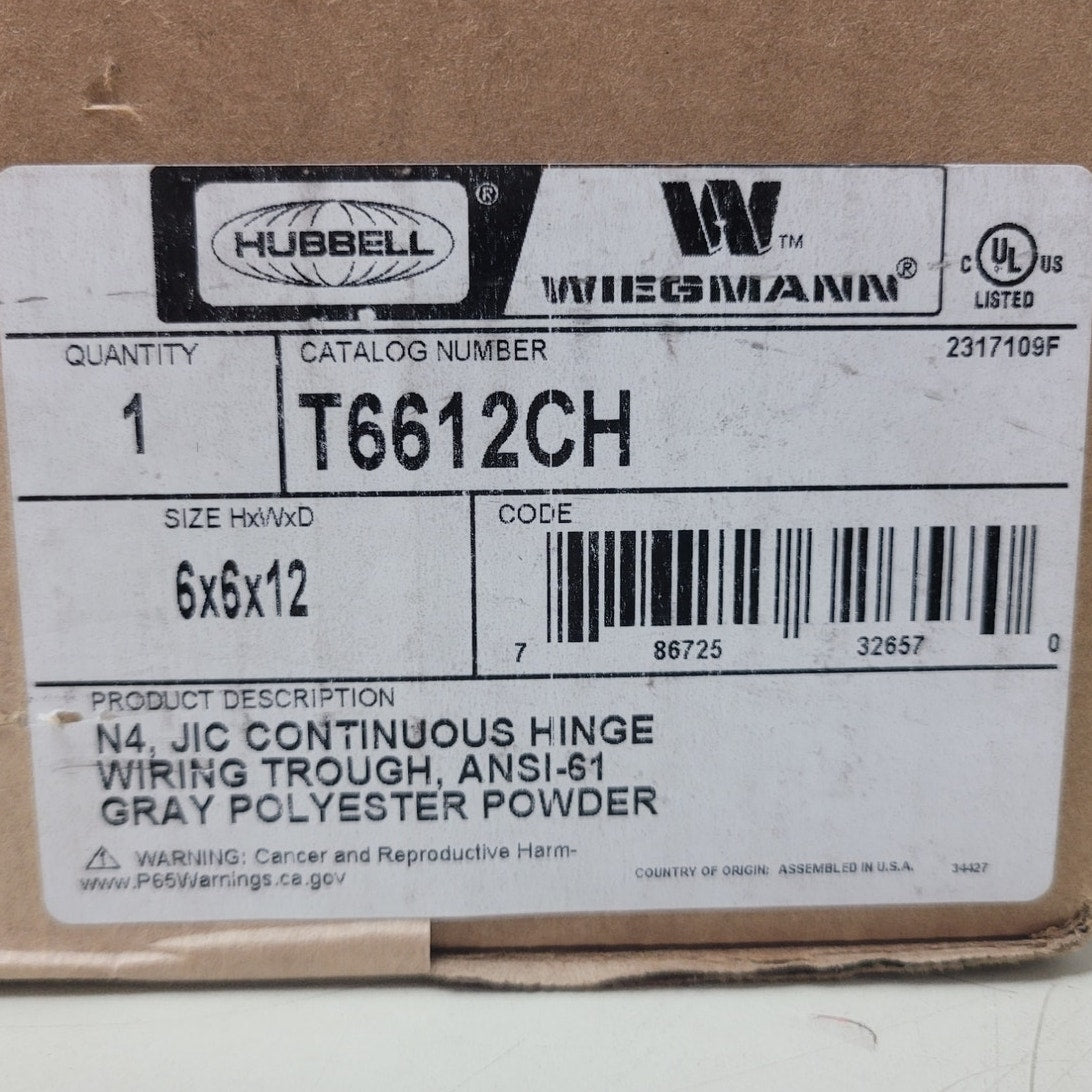 HUBBELL ®
W ™
WIEGMANN ®
C UL US
LISTED
QUANTITY
1
CATALOG NUMBER
2317109F
T6612CH
SIZE HxWxD
6x6x12
CODE
7 86725 32657 0
PRODUCT DESCRIPTION
N4, JIC CONTINUOUS HINGE
WIRING TROUGH, ANSI-61
GRAY POLYESTER POWDER
WARNING: Cancer and Reproductive Harm-
www.P65Warnings.ca.gov
COUNTRY OF ORIGIN: ASSEMBLED IN U.S.A. 34427